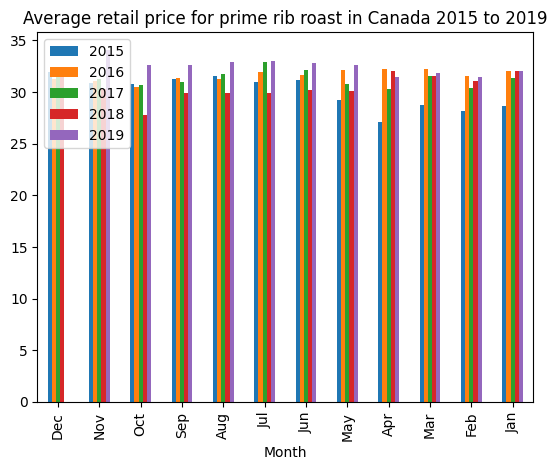 Average retail price for prime rib roast in Canada 2015 to 2019
35
30
25
20
15
10
5
0
2015
2016
2017
2018
2019
Dec
Nov
Oct
Sep
Aug
Jul
Jun
May
Apr
Mar
Feb
Jan
Month